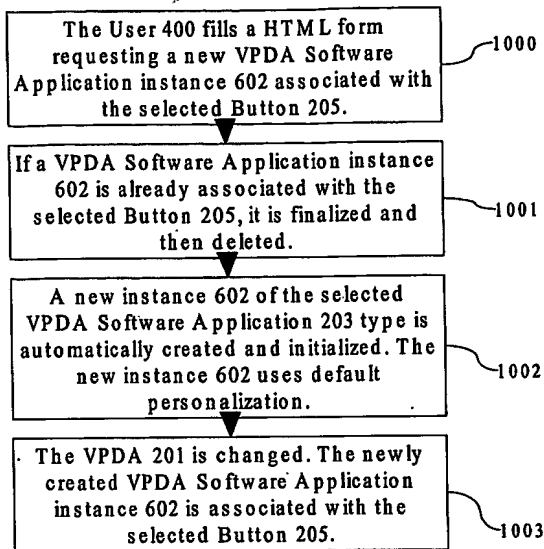 The User 400 fills a HTML form
requesting a new VPDA Software
Application instance 602 associated with
the selected Button 205.
1000
If a VPDA Software Application instance
602 is already associated with the
selected Button 205, it is finalized and
then deleted.
1001
A new instance 602 of the selected
VPDA Software Application 203 type is
automatically created and initialized. The
new instance 602 uses default
personalization.
1002
The VPDA 201 is changed. The newly
created VPDA Software Application
instance 602 is associated with the
selected Button 205.
1003